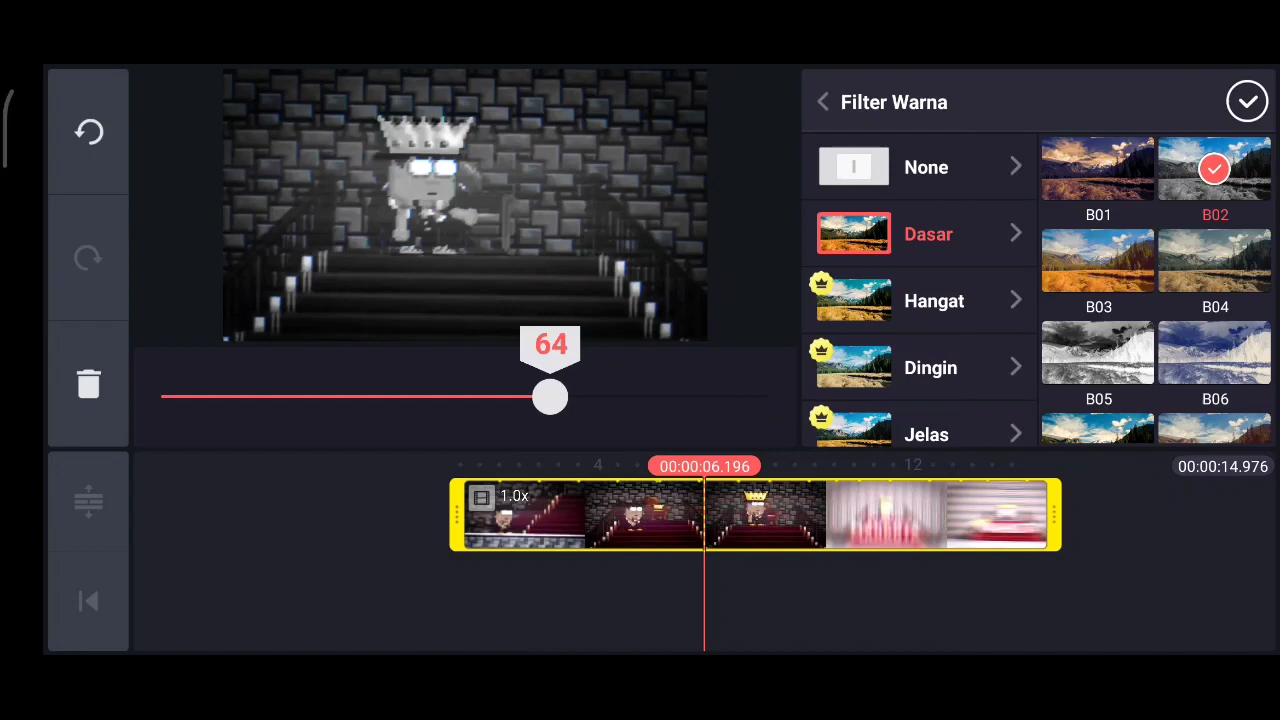 Filter Warna
None
Dasar
Hangat
Dingin
Jelas
B01
B02
B03
B04
B05
B06
64
4
12
00:00:06.196
00:00:14.976
1.0x